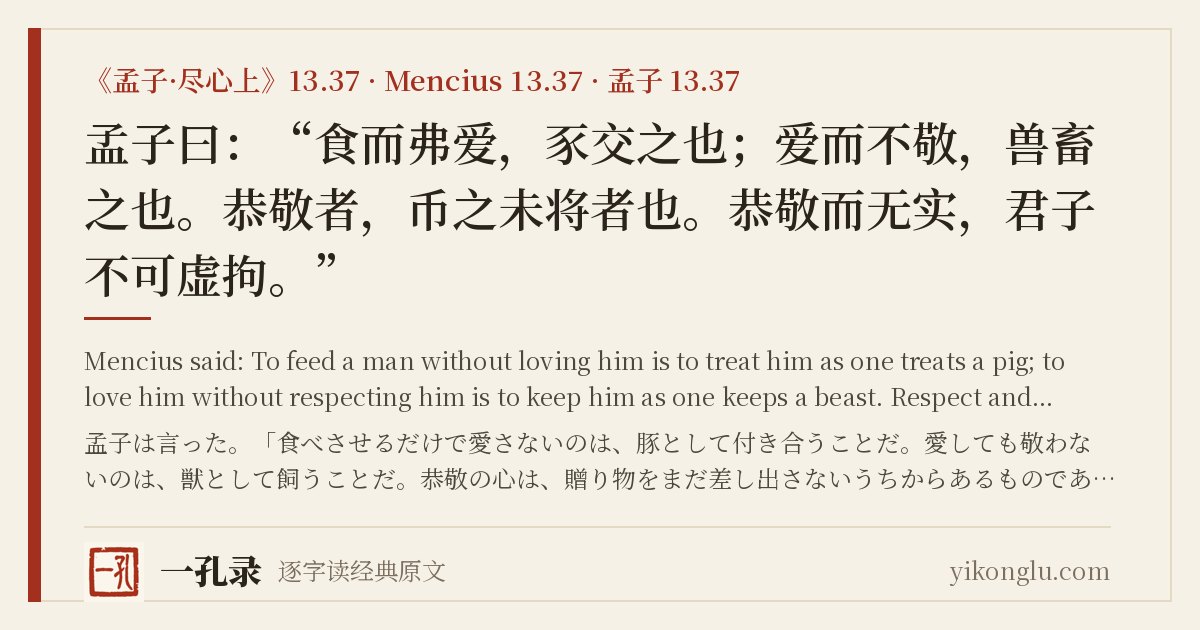 《孟子·尽心上》13.37 · Mencius 13.37 · 孟子 13.37
孟子曰：“食而弗爱，豕交之也；爱而不敬，兽畜
之也。恭敬者，币之未将者也。恭敬而无实，君子
不可虚拘。”
Mencius said: To feed a man without loving him is to treat him as one treats a pig; to
love him without respecting him is to keep him as one keeps a beast. Respect and...
孟子は言った。「食べさせるだけで愛さないのは、豚として付き合うことだ。愛しても敬わな
いのは、獣として飼うことだ。恭敬の心は、贈り物をまだ差し出さないうちからあるものであ…
一孔
一孔录 逐字读经典原文 yikonglu.com